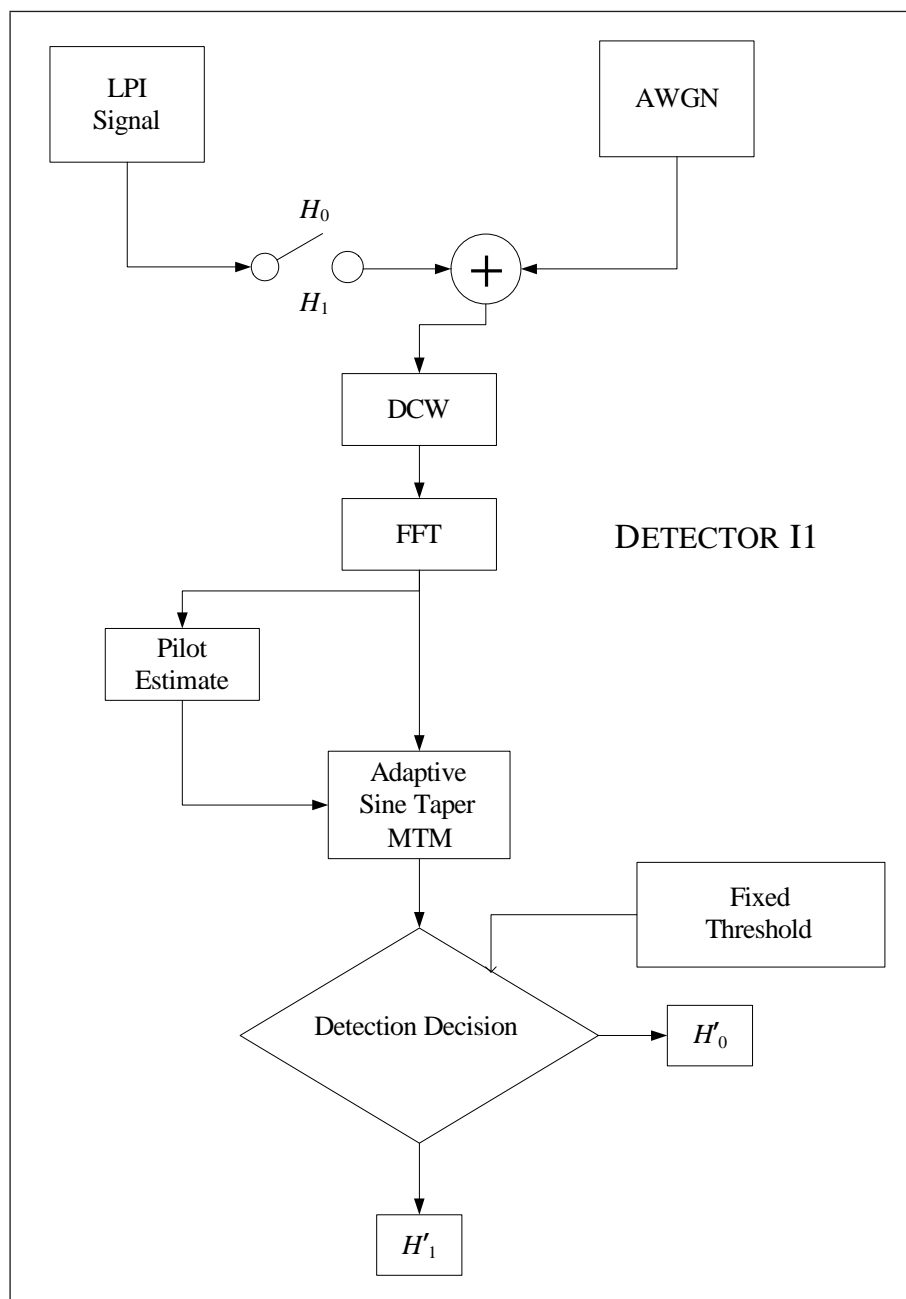 LPI
Signal
AWGN
H₀
H₁
+
DCW
FFT
DETECTOR I1
Pilot
Estimate
Adaptive
Sine Taper
MTM
Fixed
Threshold
Detection Decision
H′₀
H′₁